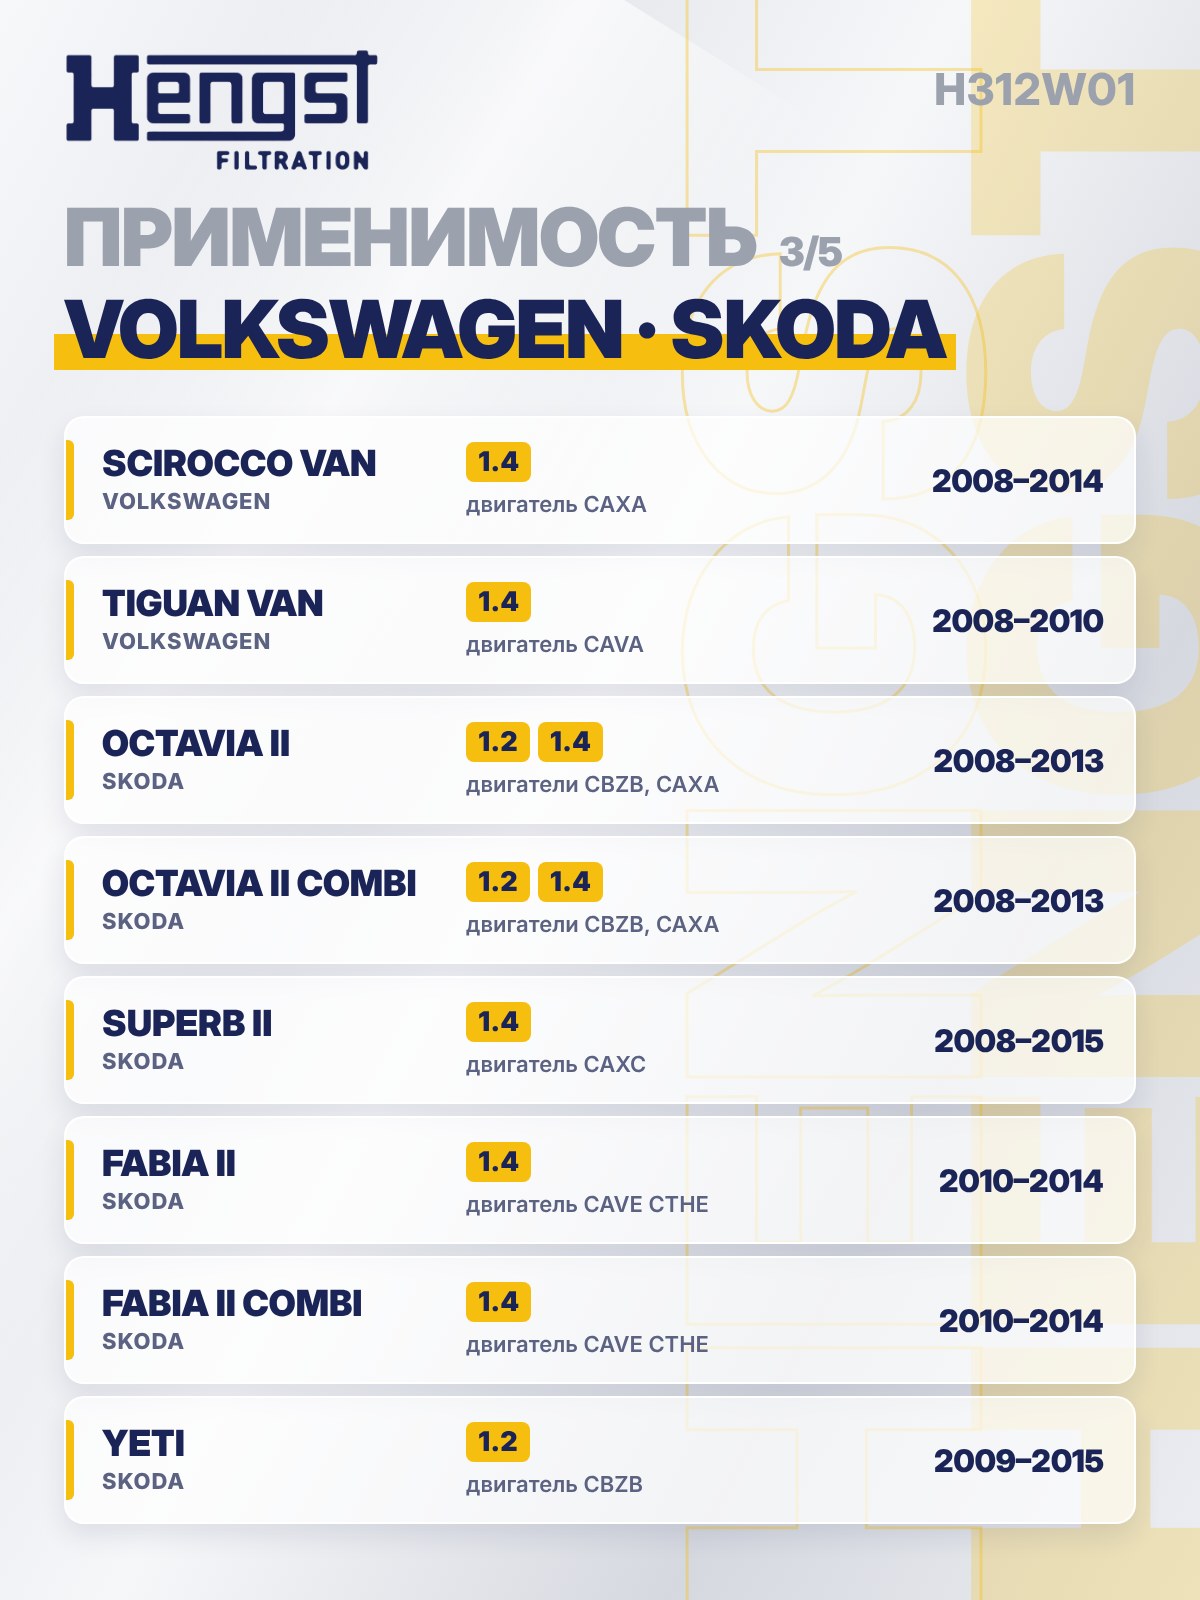 Hengst
FILTRATION
H312W01
ПРИМЕНИМОСТЬ 3/5
VOLKSWAGEN · SKODA
SCIROCCO VAN
VOLKSWAGEN
1.4
двигатель CAXA
2008–2014
TIGUAN VAN
VOLKSWAGEN
1.4
двигатель CAVA
2008–2010
OCTAVIA II
SKODA
1.2 1.4
двигатели CBZB, CAXA
2008–2013
OCTAVIA II COMBI
SKODA
1.2 1.4
двигатели CBZB, CAXA
2008–2013
SUPERB II
SKODA
1.4
двигатель CAXC
2008–2015
FABIA II
SKODA
1.4
двигатель CAVE CTHE
2010–2014
FABIA II COMBI
SKODA
1.4
двигатель CAVE CTHE
2010–2014
YETI
SKODA
1.2
двигатель CBZB
2009–2015
HENGST
HENGST